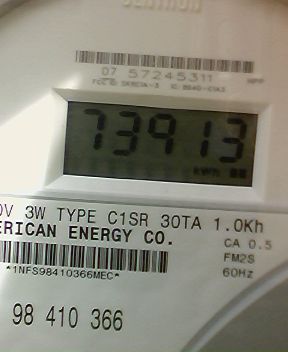 CENTRON
07 57245311
73913
kWh
0V 3W TYPE C1SR 30TA 1.0Kh
ERICAN ENERGY CO.
CA 0.5
FM2S
60Hz
*1NFS98410366MEC*
98 410 366